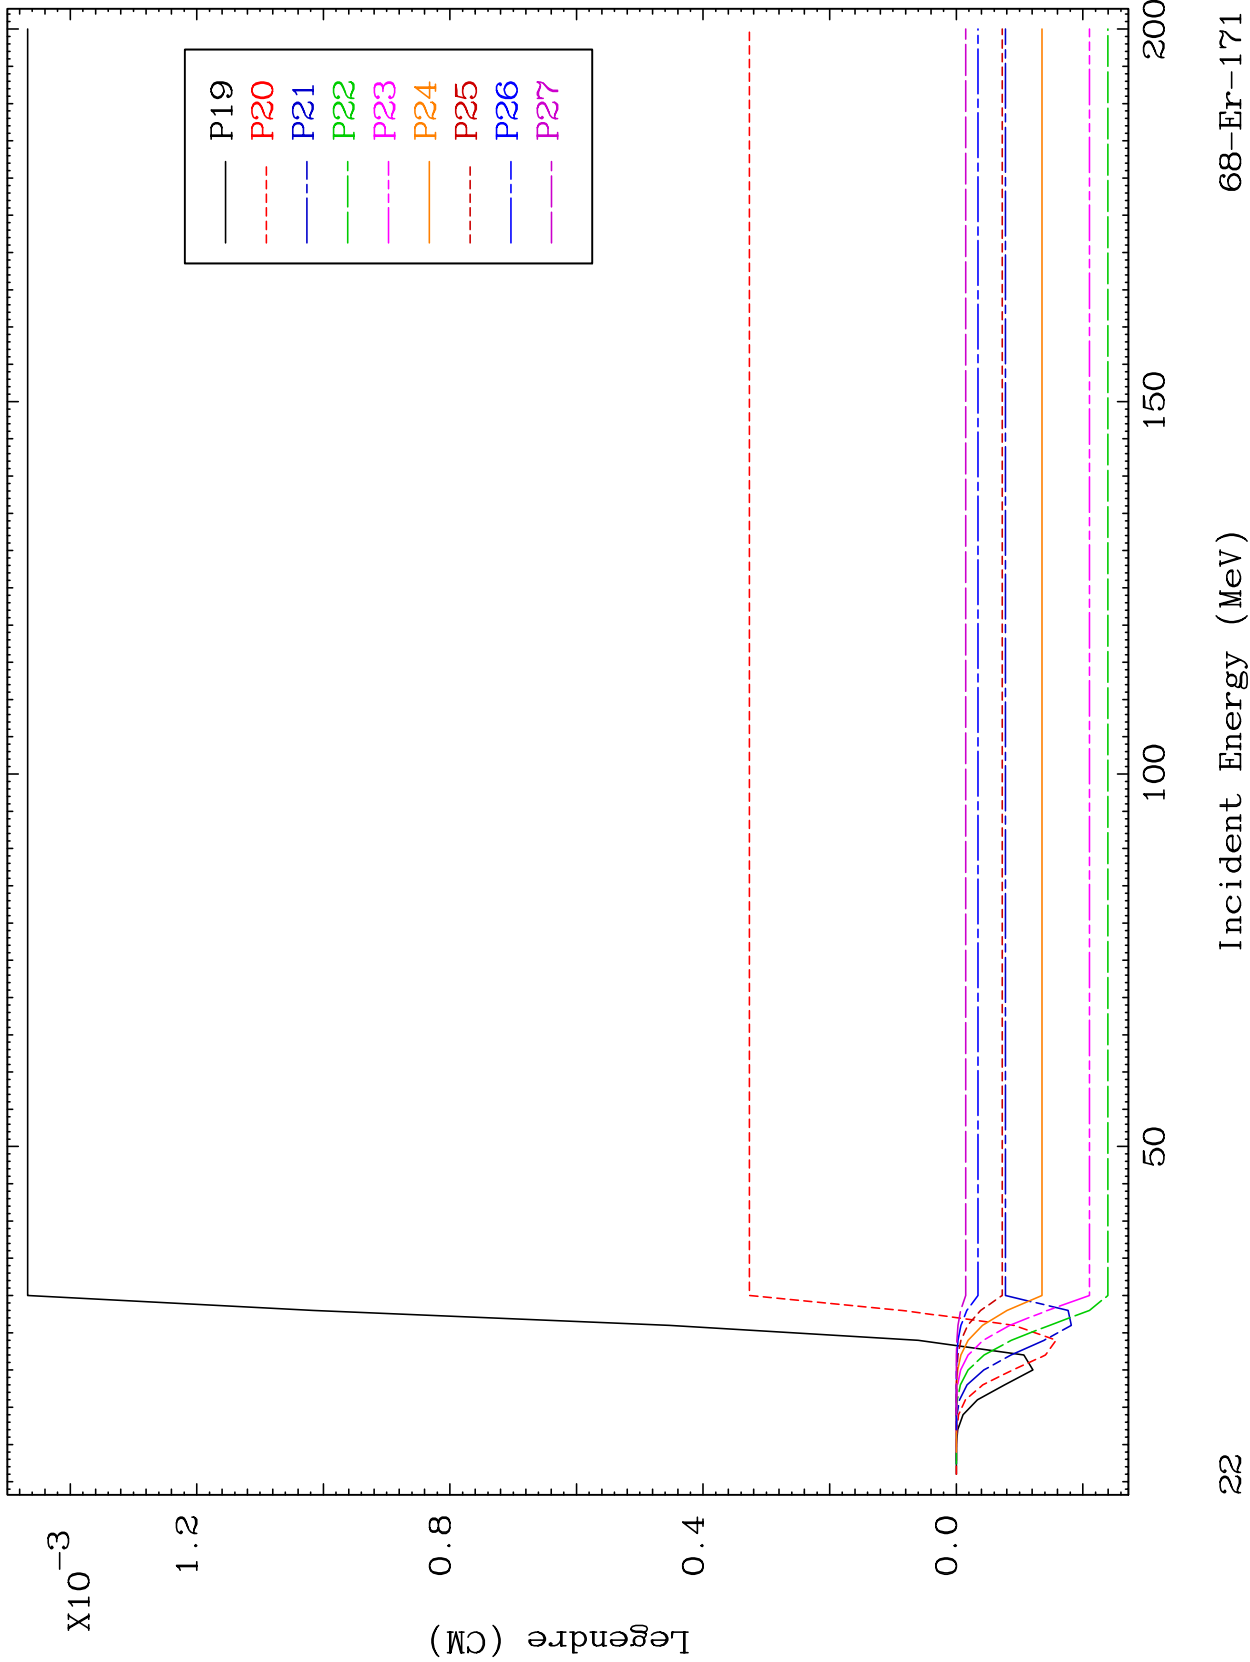 X10-3
1.2
0.8
0.4
0.0
Legendre (CM)
P19
P20
P21
P22
P23
P24
P25
P26
P27
50
100
150
200
Incident Energy (MeV)
22
68-Er-171